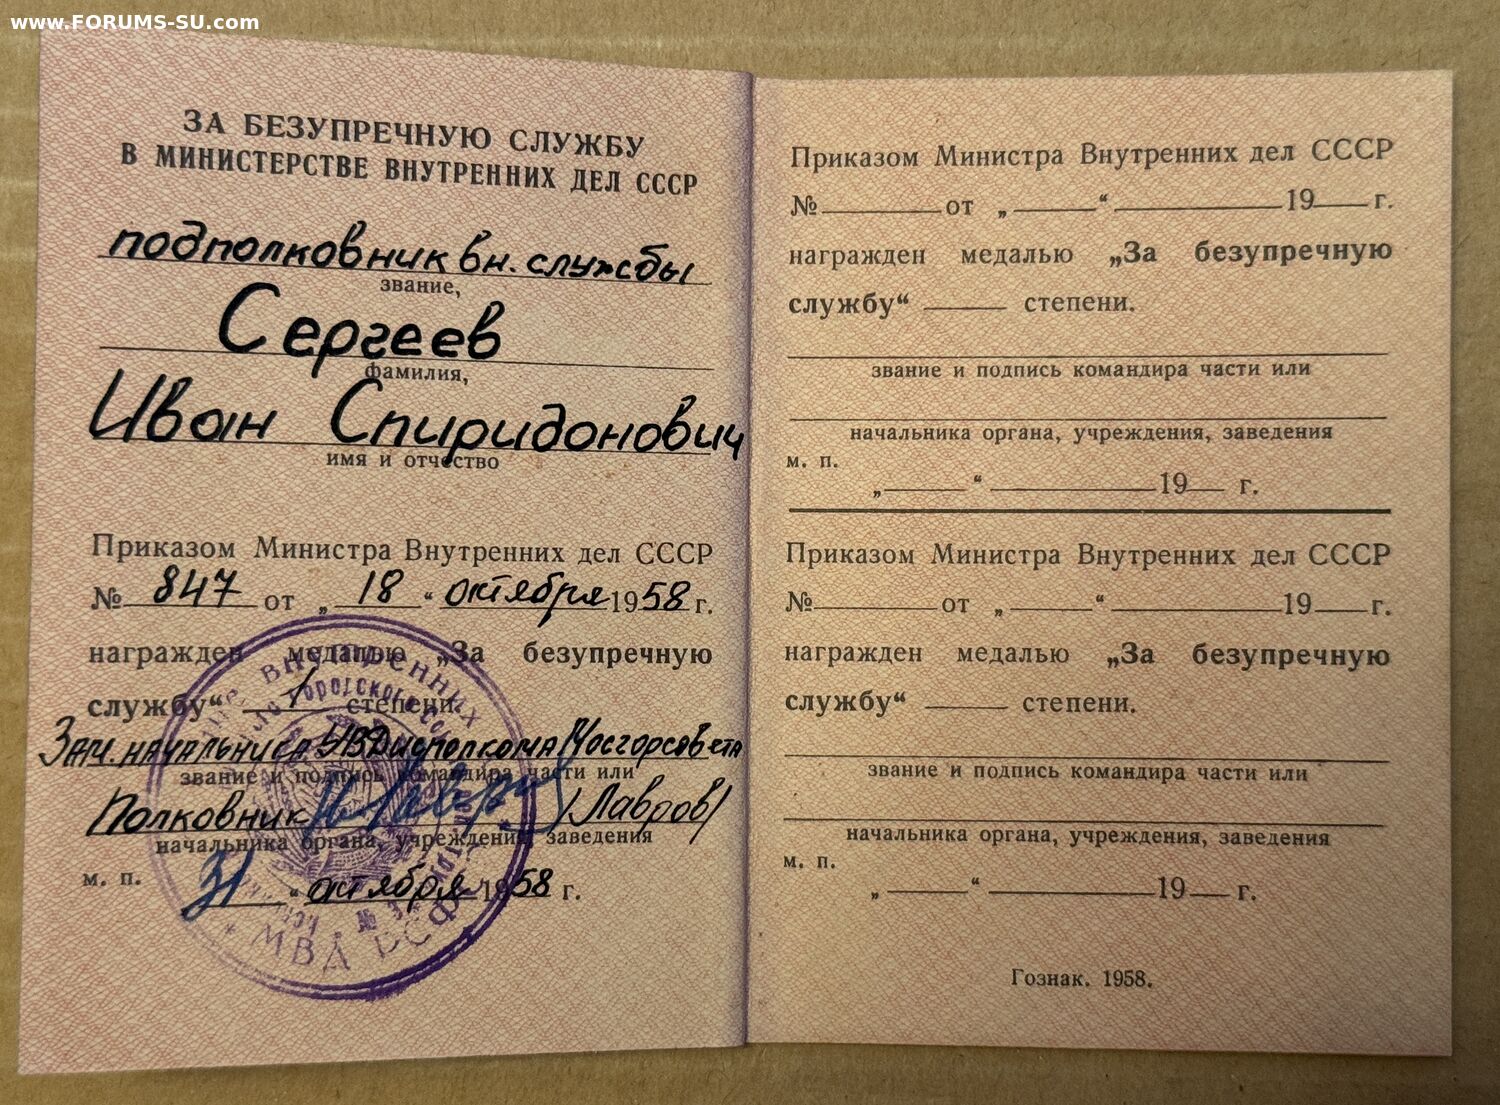 www.FORUMS-SU.com
ЗА БЕЗУПРЕЧНУЮ СЛУЖБУ
В МИНИСТЕРСТВЕ ВНУТРЕННИХ ДЕЛ СССР
подполковник вн. службы
звание,
Сергеев
фамилия,
Иван Спиридонович
имя и отчество
Приказом Министра Внутренних дел СССР
№ 847 от „ 18 “ октября 1958 г.
награжден медалью „За безупречную
службу“ 1 степени.
Зам. начальника УВД исполкома Мосгорсовета
звание и подпись командира части или
Полковник (Лавров)
начальника органа, учреждения, заведения
м. п.
31 “ октября 1958 г.
внутренних
городского
МВД РСФСР
Приказом Министра Внутренних дел СССР
№ от „ “ 19 г.
награжден медалью „За безупречную
службу“ степени.
звание и подпись командира части или
начальника органа, учреждения, заведения
м. п.
„ “ 19 г.
Приказом Министра Внутренних дел СССР
№ от „ “ 19 г.
награжден медалью „За безупречную
службу“ степени.
звание и подпись командира части или
начальника органа, учреждения, заведения
м. п.
„ “ 19 г.
Гознак. 1958.